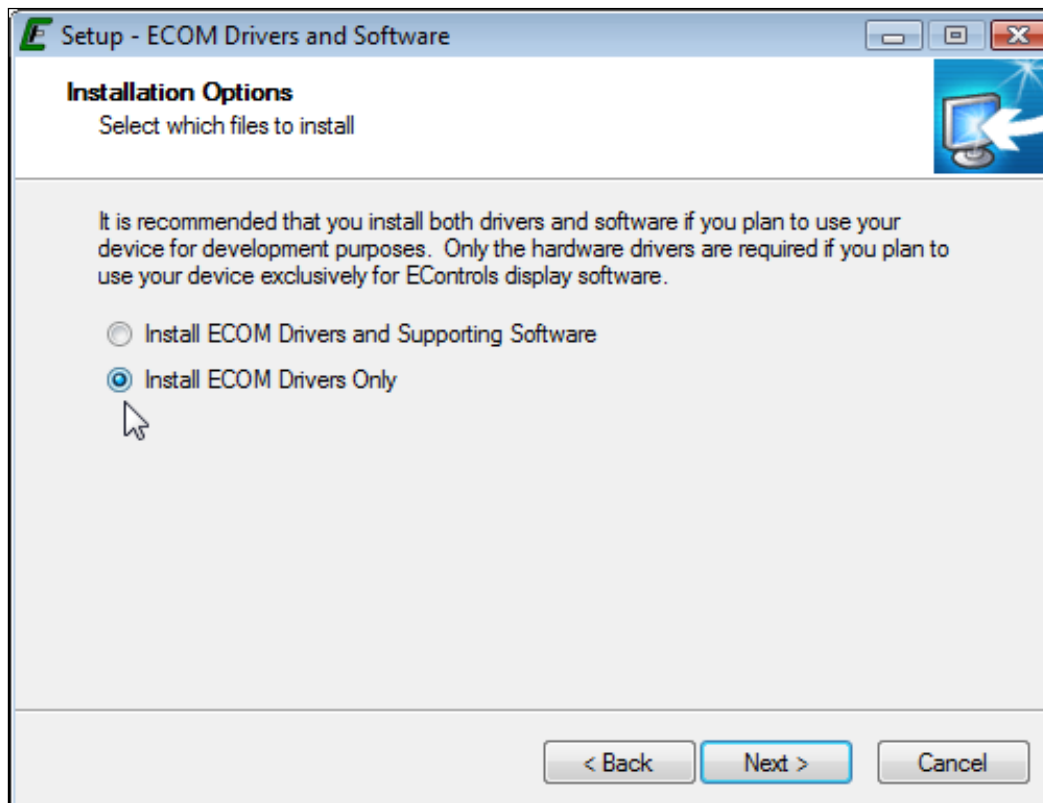 Setup - ECOM Drivers and Software
Installation Options
Select which files to install
It is recommended that you install both drivers and software if you plan to use your
device for development purposes.  Only the hardware drivers are required if you plan to
use your device exclusively for EControls display software.
Install ECOM Drivers and Supporting Software
Install ECOM Drivers Only
< Back
Next >
Cancel